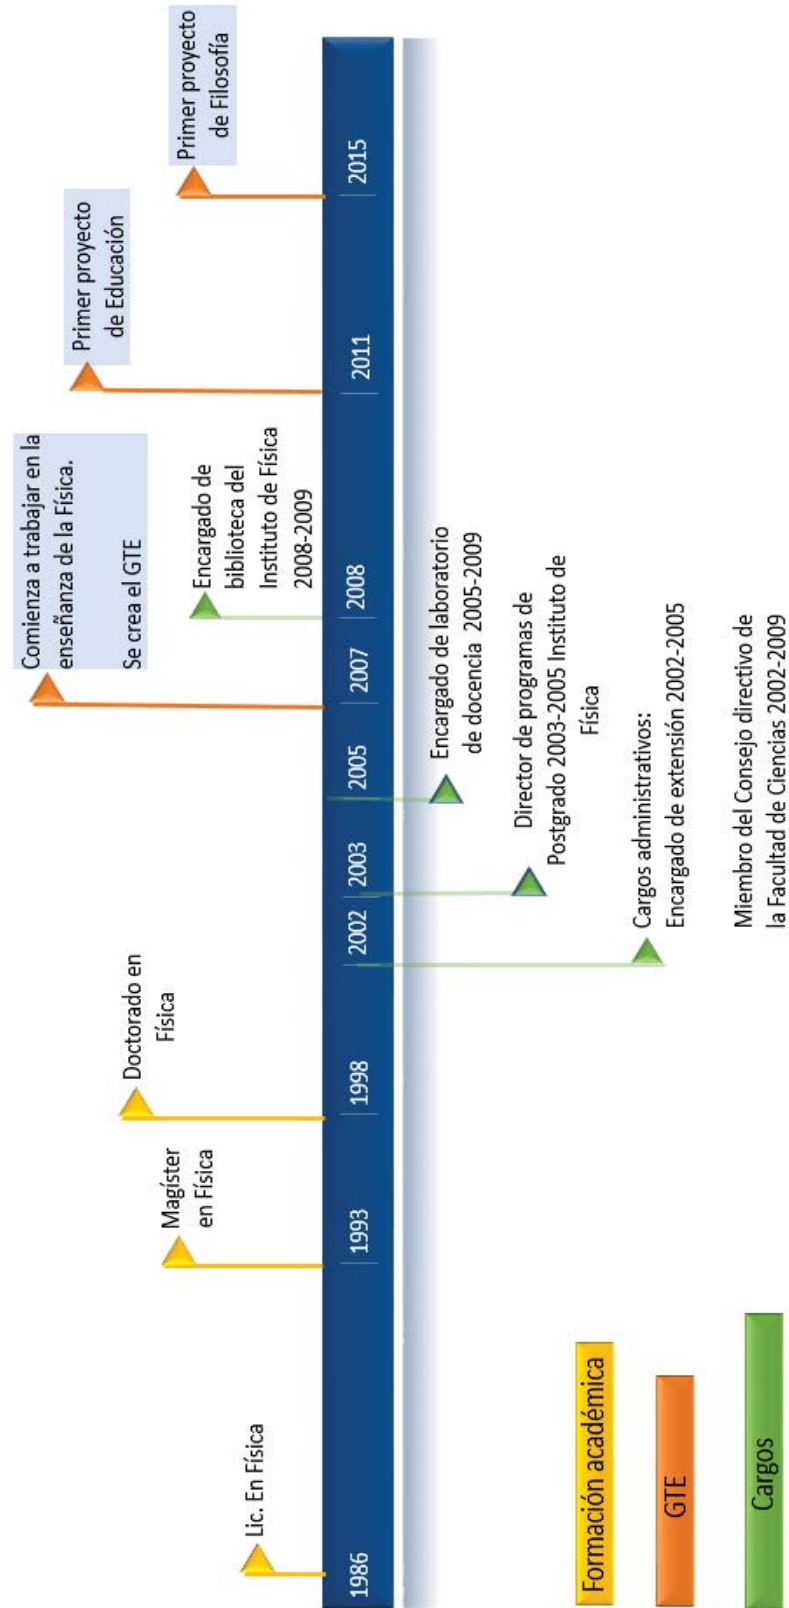 Lic. En Física
Magíster
en Física
Doctorado en
Física
Comienza a trabajar en la
enseñanza de la Física.
Se crea el GTE
Encargado de
biblioteca del
Instituto de Física
2008-2009
Primer proyecto
de Educación
Primer proyecto
de Filosofía
1986
1993
1998
2002
2003
2005
2007
2008
2011
2015
Encargado de laboratorio
de docencia 2005-2009
Director de programas de
Postgrado 2003-2005 Instituto de
Física
Cargos administrativos:
Encargado de extensión 2002-2005
Miembro del Consejo directivo de
la Facultad de Ciencias 2002-2009
Formación académica
GTE
Cargos